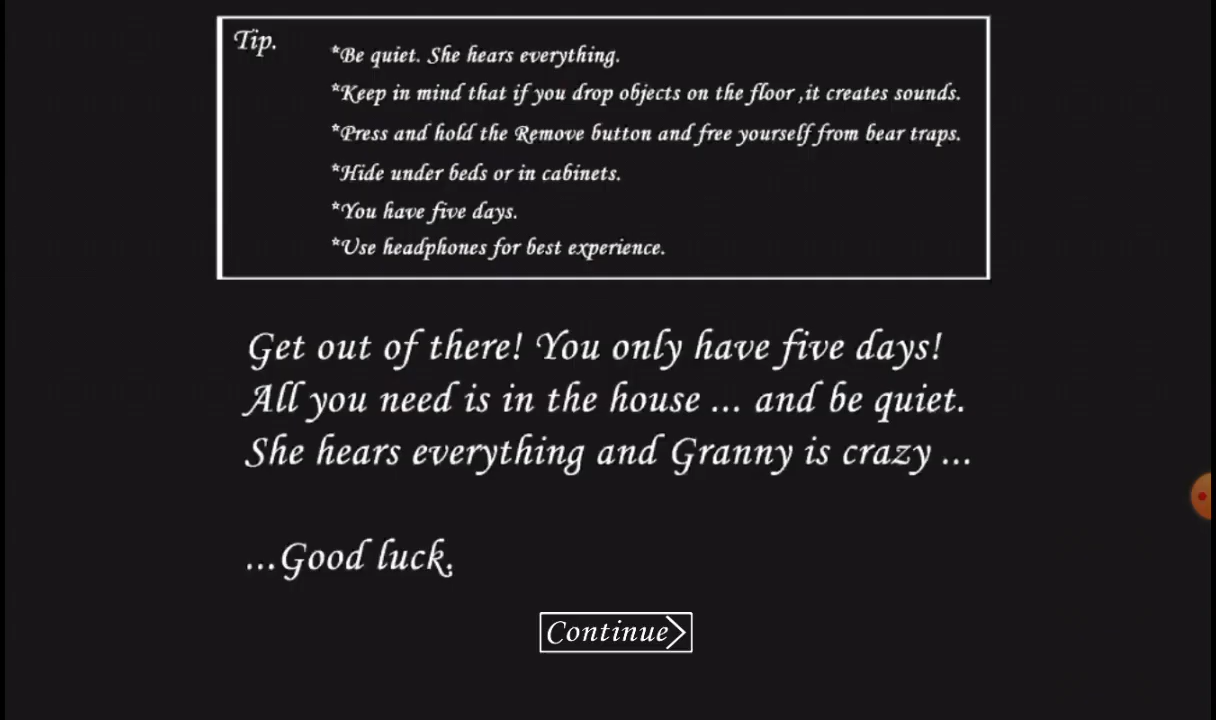 Tip.
*Be quiet. She hears everything.
*Keep in mind that if you drop objects on the floor ,it creates sounds.
*Press and hold the Remove button and free yourself from bear traps.
*Hide under beds or in cabinets.
*You have five days.
*Use headphones for best experience.
Get out of there! You only have five days!
All you need is in the house ... and be quiet.
She hears everything and Granny is crazy ...
...Good luck.
Continue